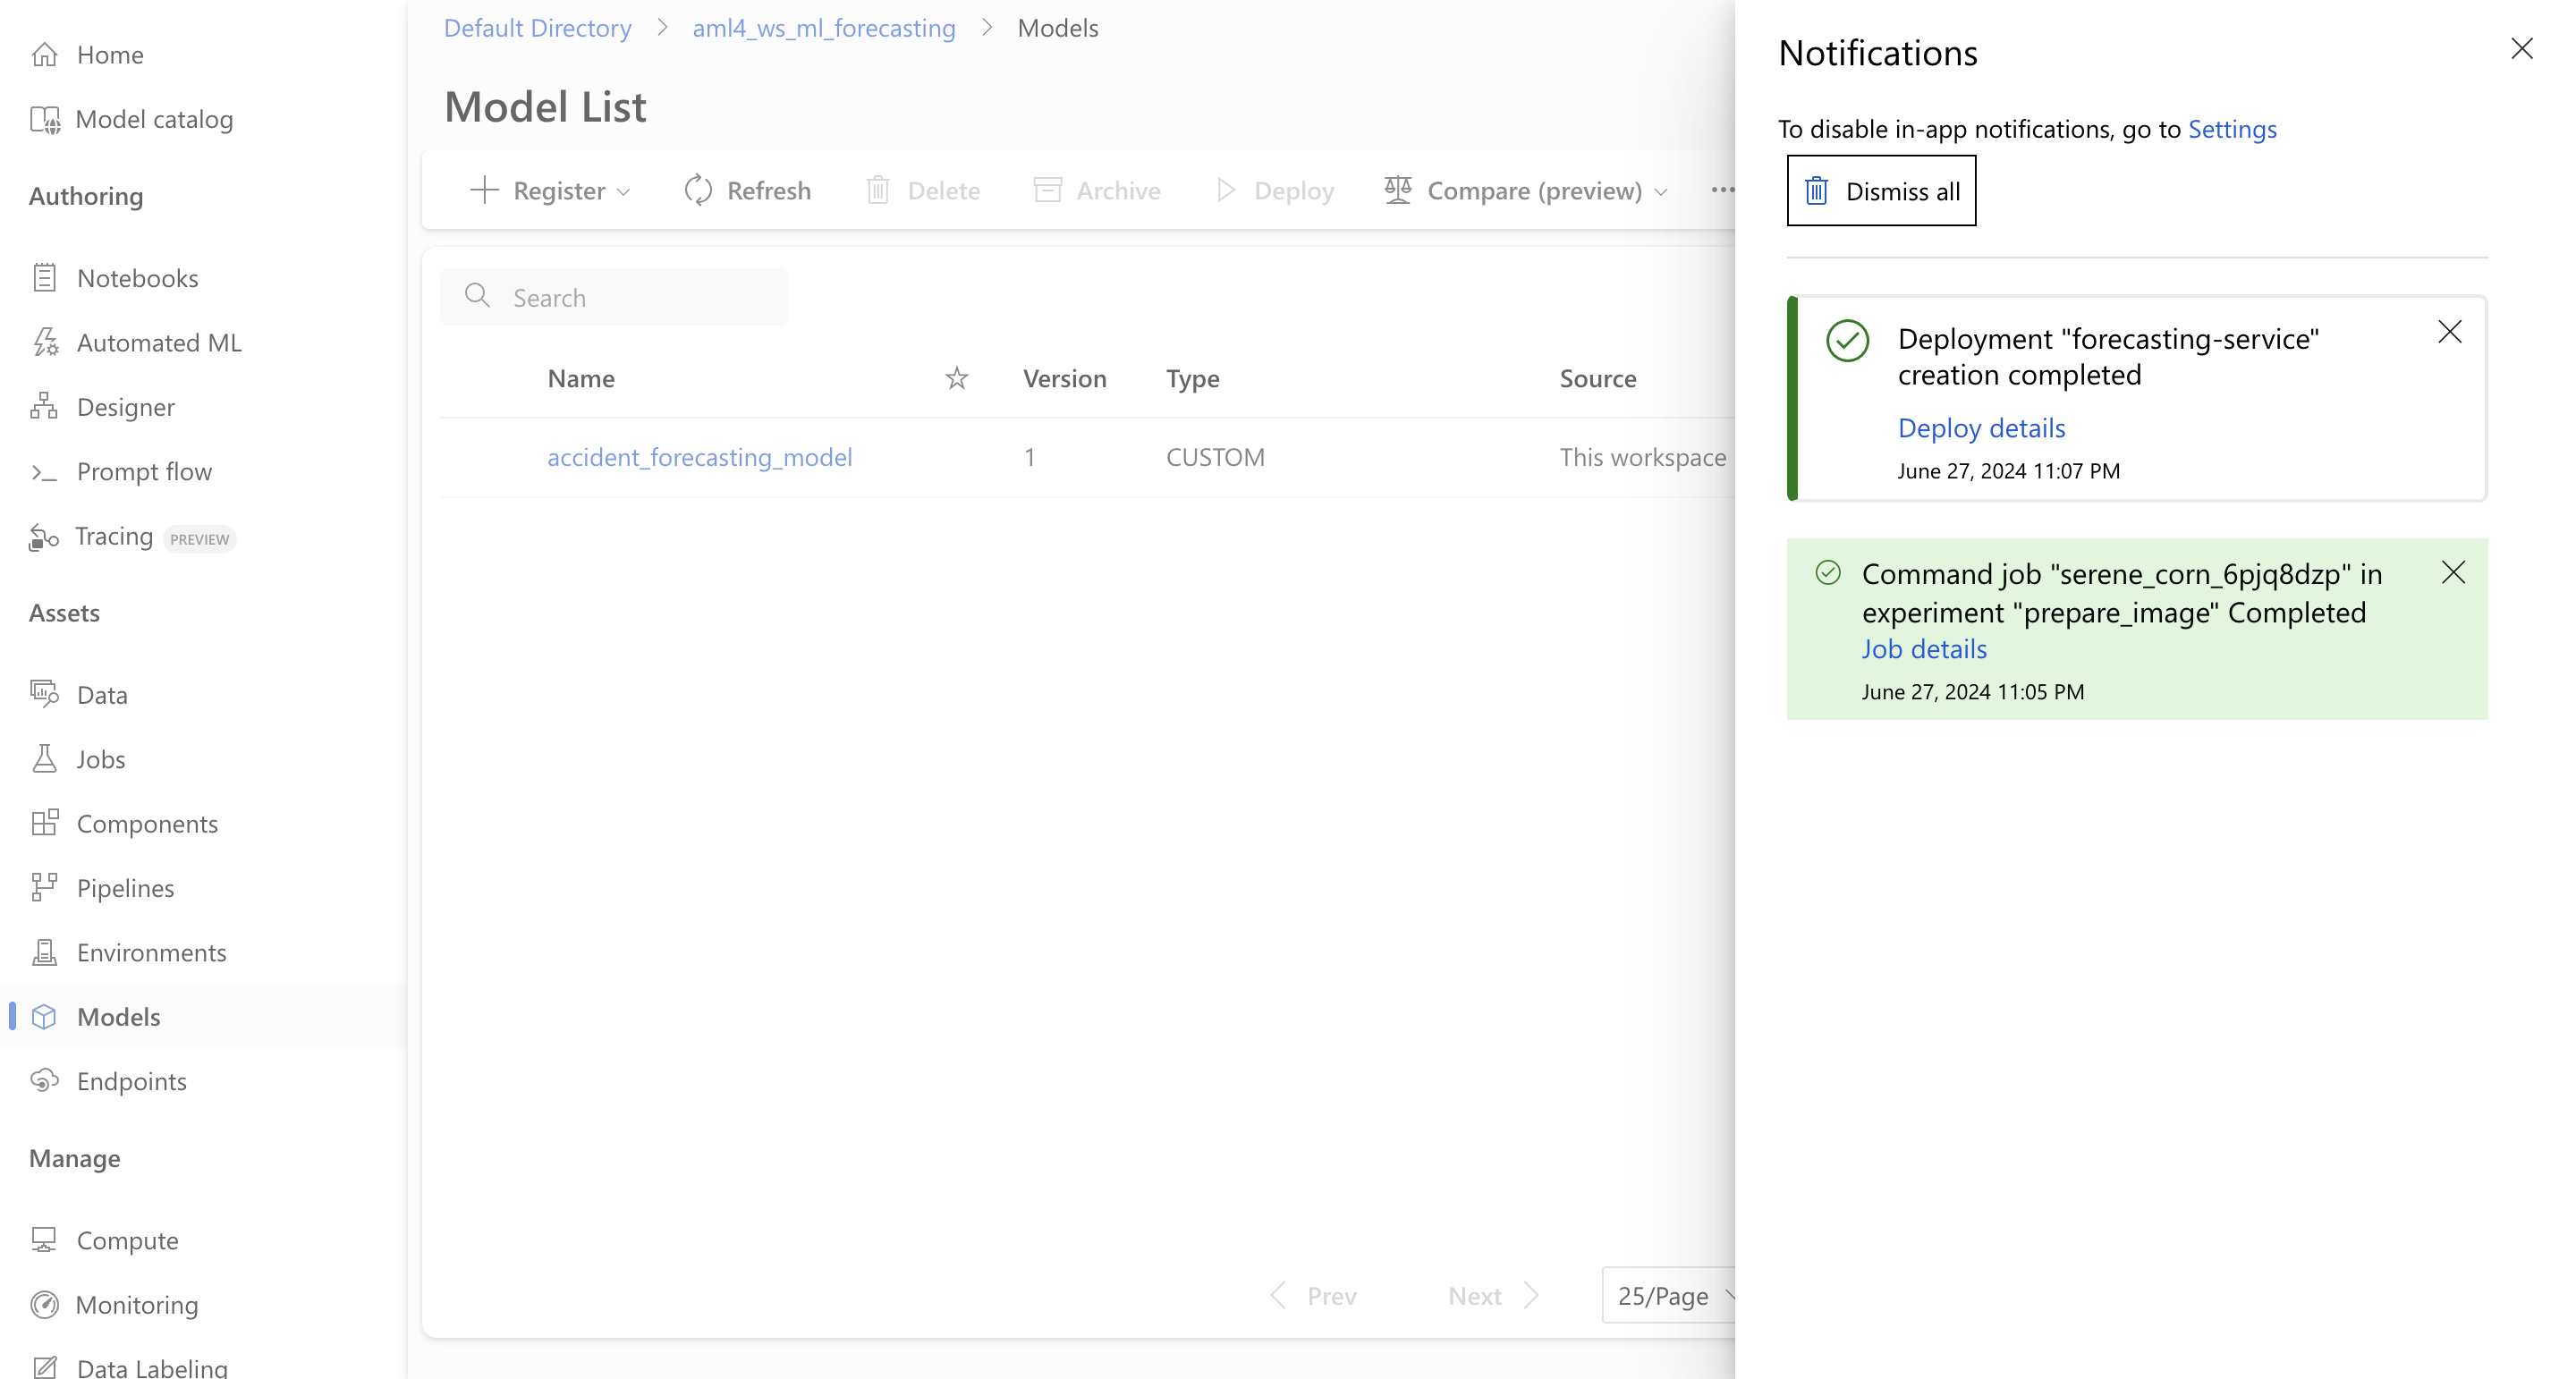 Home
Model catalog
Authoring
Notebooks
Automated ML
Designer
Prompt flow
Tracing PREVIEW
Assets
Data
Jobs
Components
Pipelines
Environments
Models
Endpoints
Manage
Compute
Monitoring
Data Labeling
Default Directory > aml4_ws_ml_forecasting > Models
Model List
Register Refresh Delete Archive Deploy Compare (preview) ...
Search
Name Version Type Source
accident_forecasting_model 1 CUSTOM This workspace
Prev Next 25/Page
Notifications
To disable in-app notifications, go to Settings
Dismiss all
Deployment "forecasting-service"
creation completed
Deploy details
June 27, 2024 11:07 PM
Command job "serene_corn_6pjq8dzp" in
experiment "prepare_image" Completed
Job details
June 27, 2024 11:05 PM